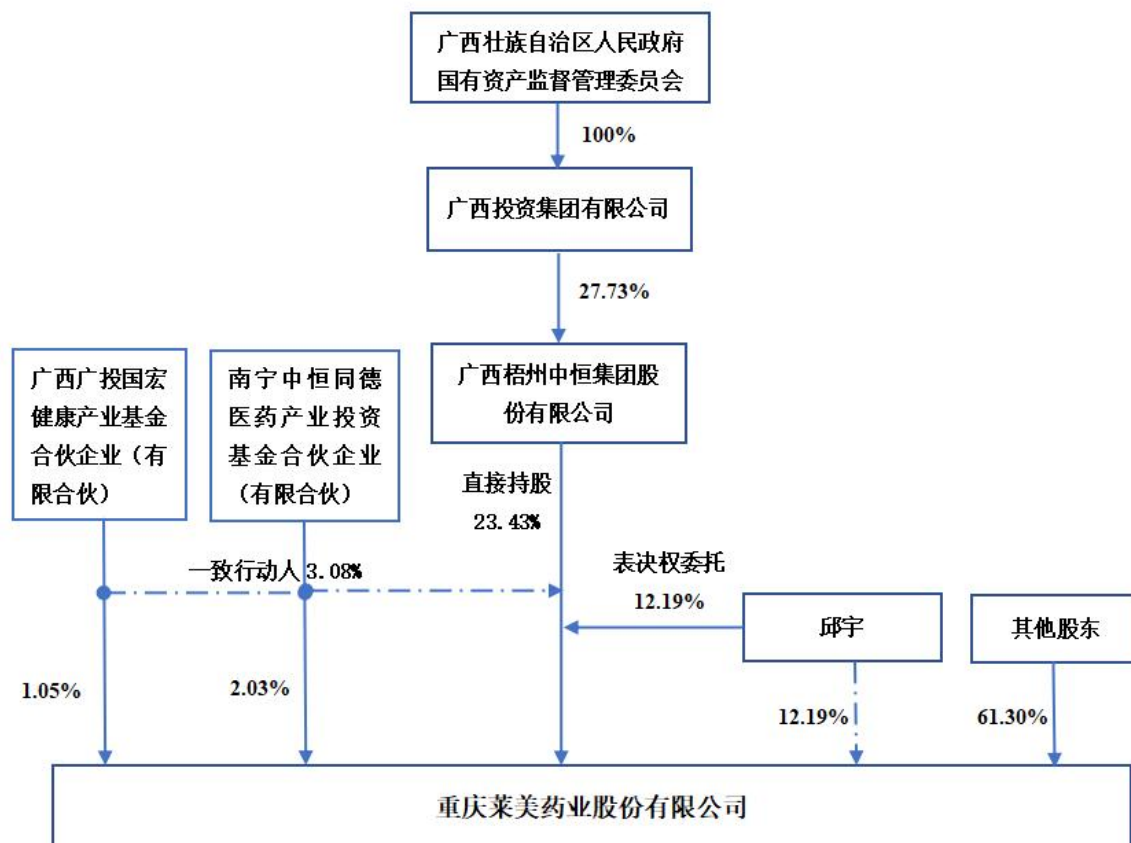 广西壮族自治区人民政府
国有资产监督管理委员会
100%
广西投资集团有限公司
27.73%
广西广投国宏
健康产业基金
合伙企业（有
限合伙）
南宁中恒同德
医药产业投资
基金合伙企业
（有限合伙）
广西梧州中恒集团股
份有限公司
直接持股
23.43%
一致行动人 3.08%
表决权委托
12.19%
邱宇
其他股东
1.05%
2.03%
12.19%
61.30%
重庆莱美药业股份有限公司